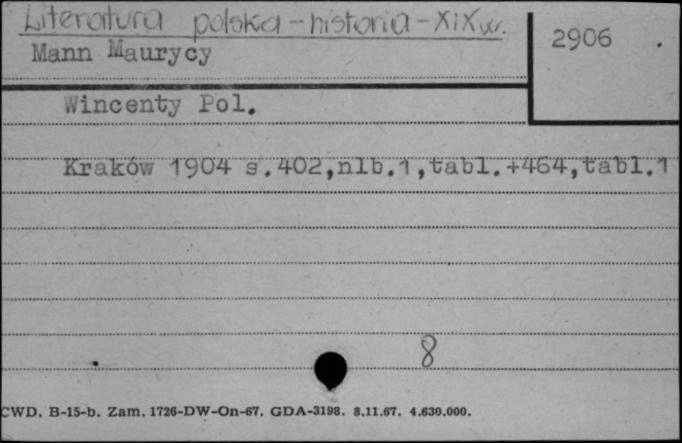 Literatura polska - historia - XIX w.
2906
Mann Maurycy
Wincenty Pol.
Kraków 1904 s.402,nlb.1,tabl.+464,tabl.1
8
CWD. B-15-b. Zam. 1726-DW-On-67. GDA-3198. 8.11.67. 4.630.000.